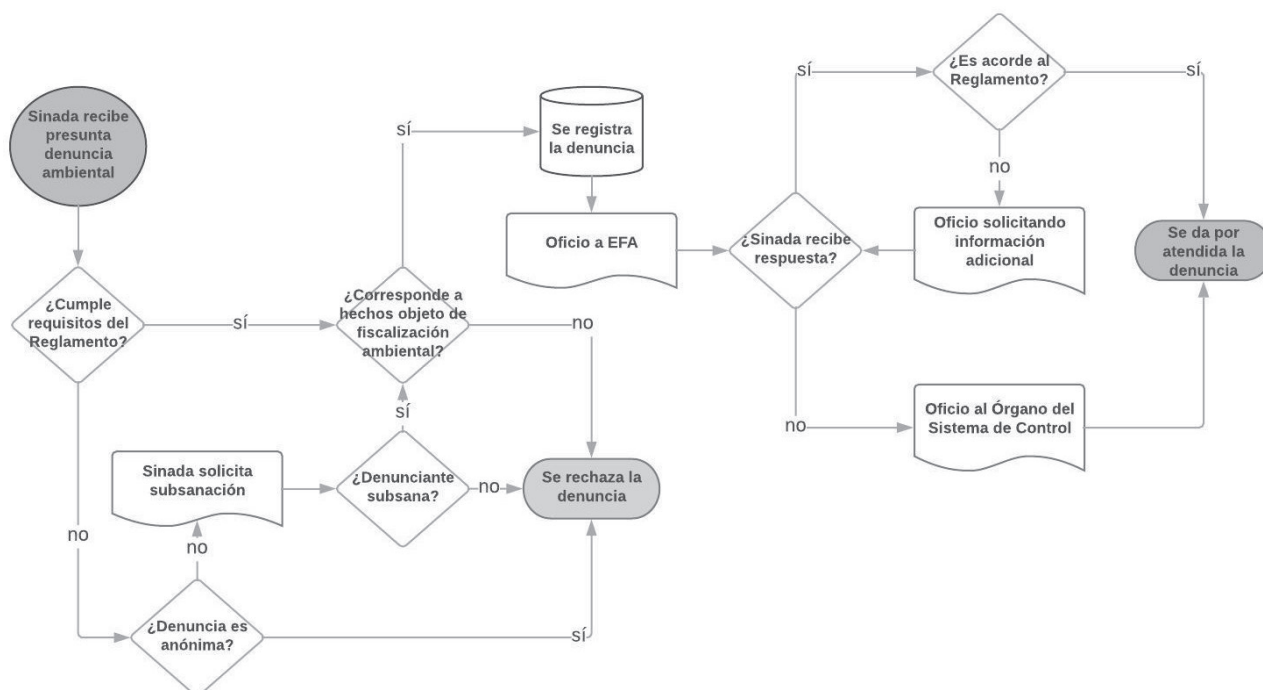 Sinada recibe
presunta
denuncia
ambiental
¿Cumple
requisitos del
Reglamento?
sí
no
¿Denuncia es
anónima?
no
sí
Sinada solicita
subsanación
¿Denunciante
subsana?
sí
no
¿Corresponde a
hechos objeto de
fiscalización
ambiental?
sí
no
Se rechaza la
denuncia
Se registra
la denuncia
Oficio a EFA
¿Sinada recibe
respuesta?
sí
no
¿Es acorde al
Reglamento?
sí
no
Oficio solicitando
información
adicional
Oficio al Órgano del
Sistema de Control
Se da por
atendida la
denuncia